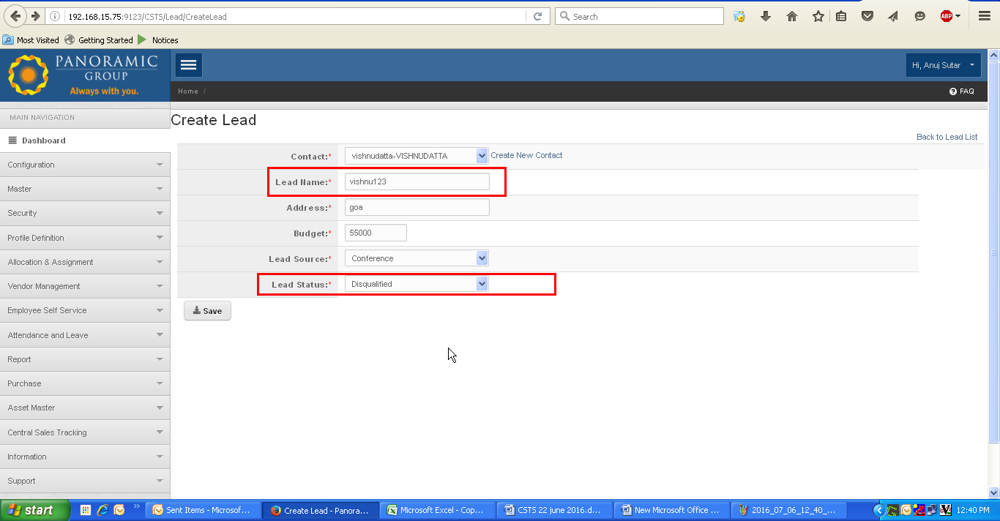 192.168.15.75:9123/CSTS/Lead/CreateLead
Search
ABP
Most Visited Getting Started Notices
PANORAMIC
GROUP
Always with you.
Hi, Anuj Sutar
Home /
FAQ
MAIN NAVIGATION
Dashboard
Configuration
Master
Security
Profile Definition
Allocation & Assignment
Vendor Management
Employee Self Service
Attendance and Leave
Report
Purchase
Asset Master
Central Sales Tracking
Information
Support
Create Lead
Back to Lead List
Contact:* vishnudatta-VISHNUDATTA Create New Contact
Lead Name:* vishnu123
Address:* goa
Budget:* 55000
Lead Source:* Conference
Lead Status:* Disqualified
Save
start
Sent Items - Microsof...
Create Lead - Panora...
Microsoft Excel - Cop...
CSTS 22 june 2016.d...
New Microsoft Office ...
2016_07_06_12_40_...
12:40 PM